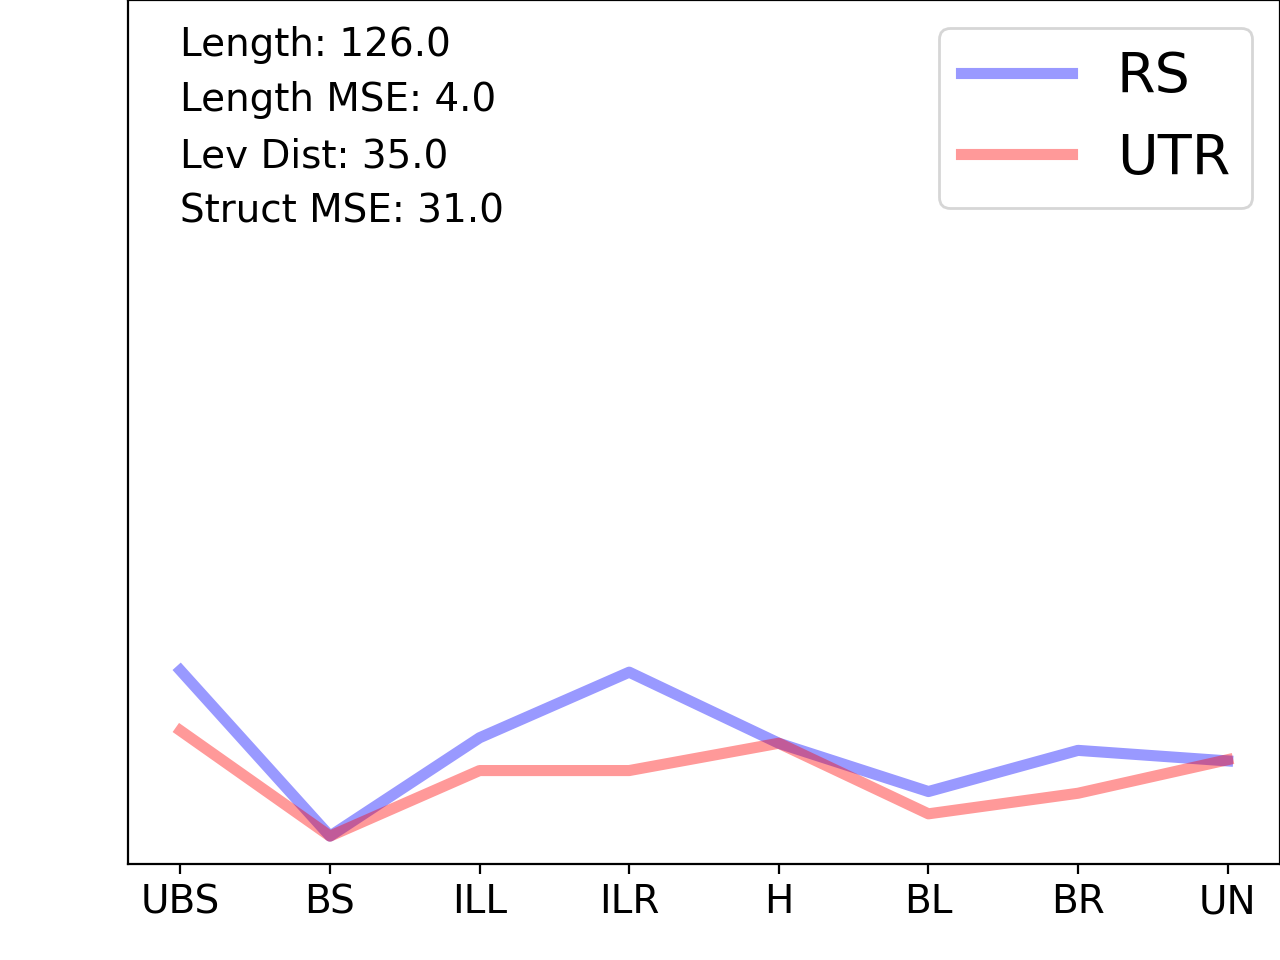 Length: 126.0
Length MSE: 4.0
Lev Dist: 35.0
Struct MSE: 31.0
RS
UTR
UBS BS ILL ILR H BL BR UN